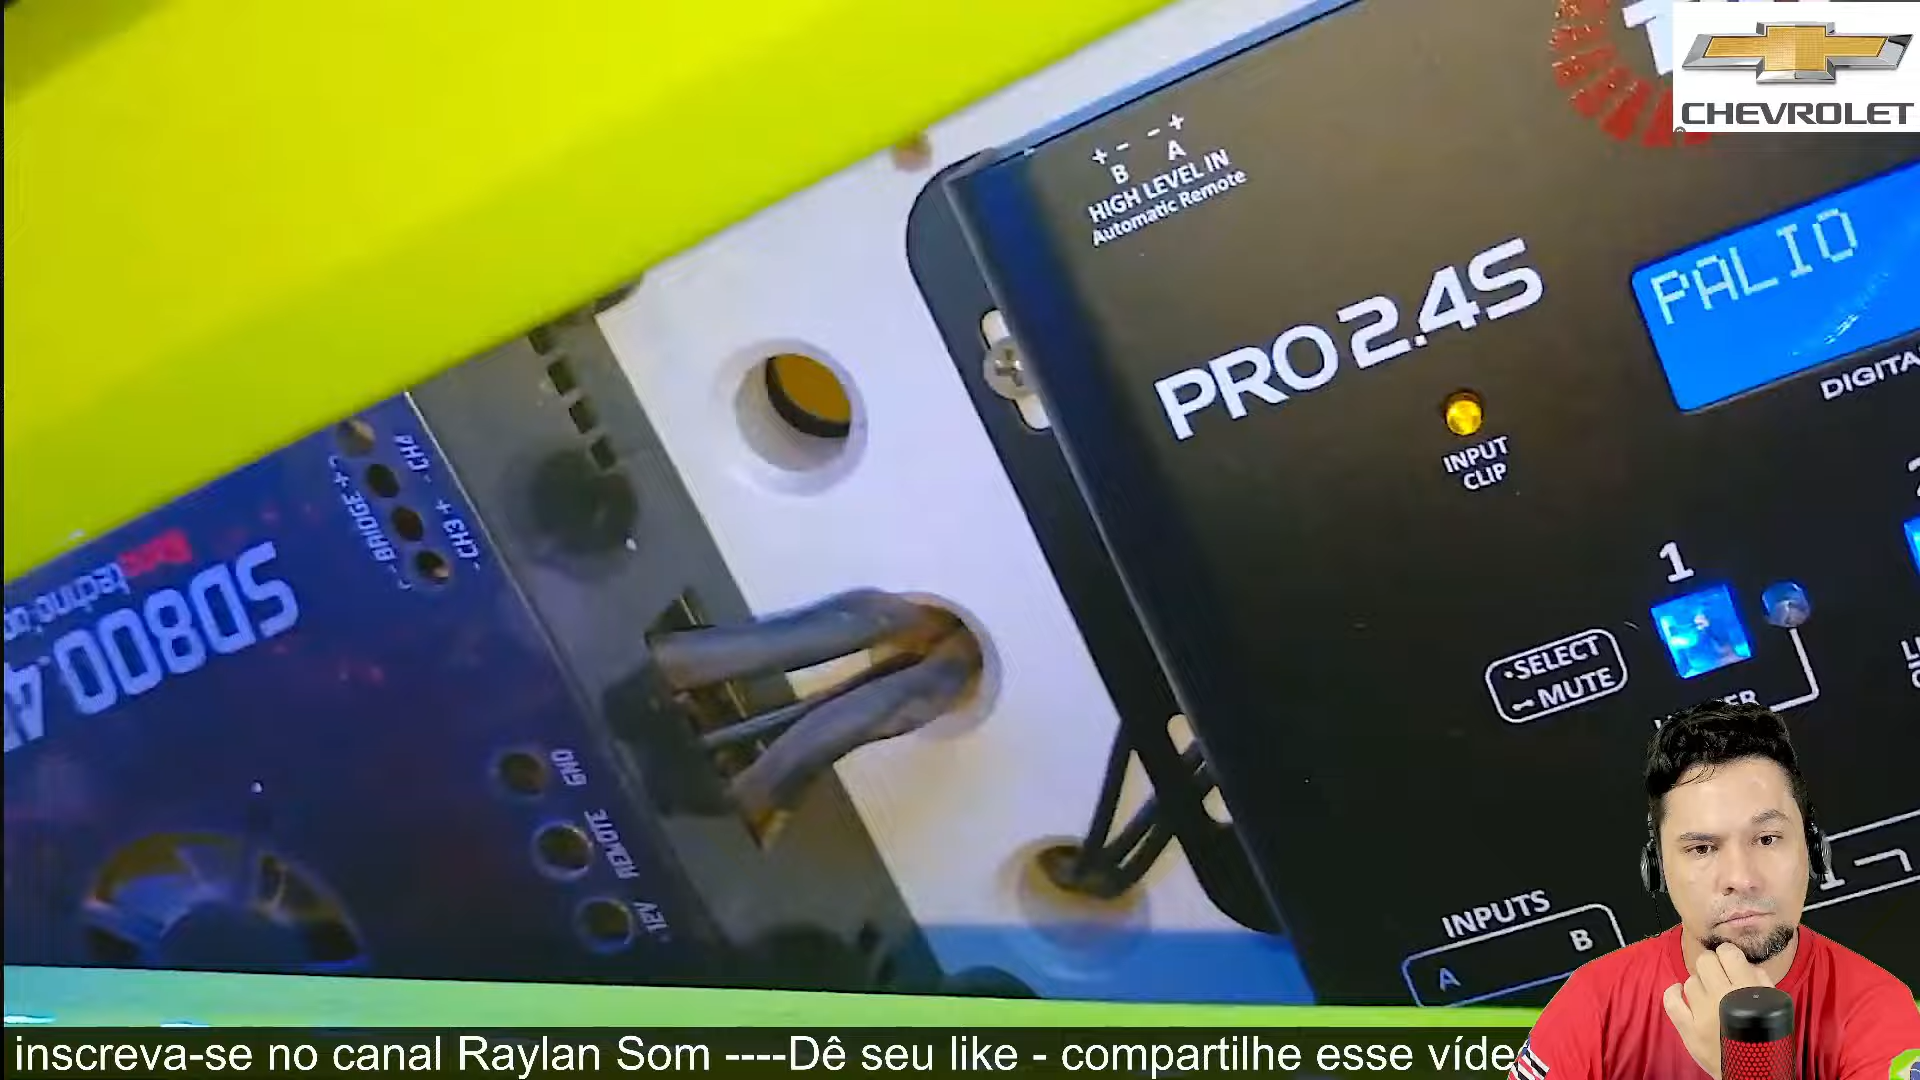 CHEVROLET
+ - - +
B A
HIGH LEVEL IN
Automatic Remote
PRO 2.4S
PALIO
INPUT
CLIP
1
SELECT
MUTE
INPUTS
A B
CH4
- BRIDGE +
- CH3 +
SD800.4
GND
REMOTE
12V
inscreva-se no canal Raylan Som ----Dê seu like - compartilhe esse víde